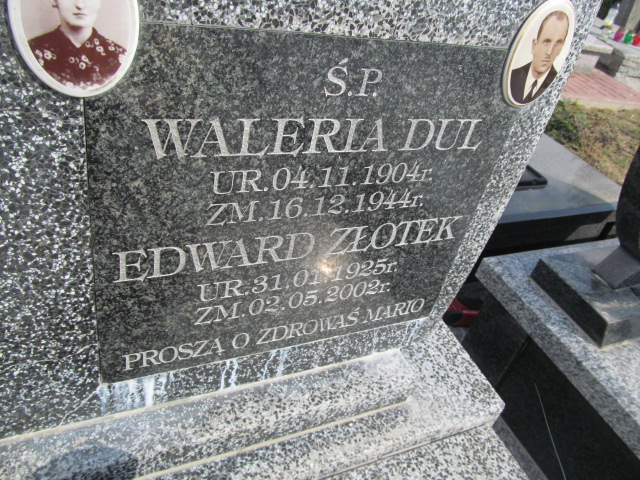 Ś.P.
WALERIA DUL
UR.04.11.1904r.
ZM.16.12.1944r.
EDWARD ZŁOTEK
UR.31.01.1925r.
ZM.02.05.2002r.
PROSZĄ O ZDROWAŚ MARIO